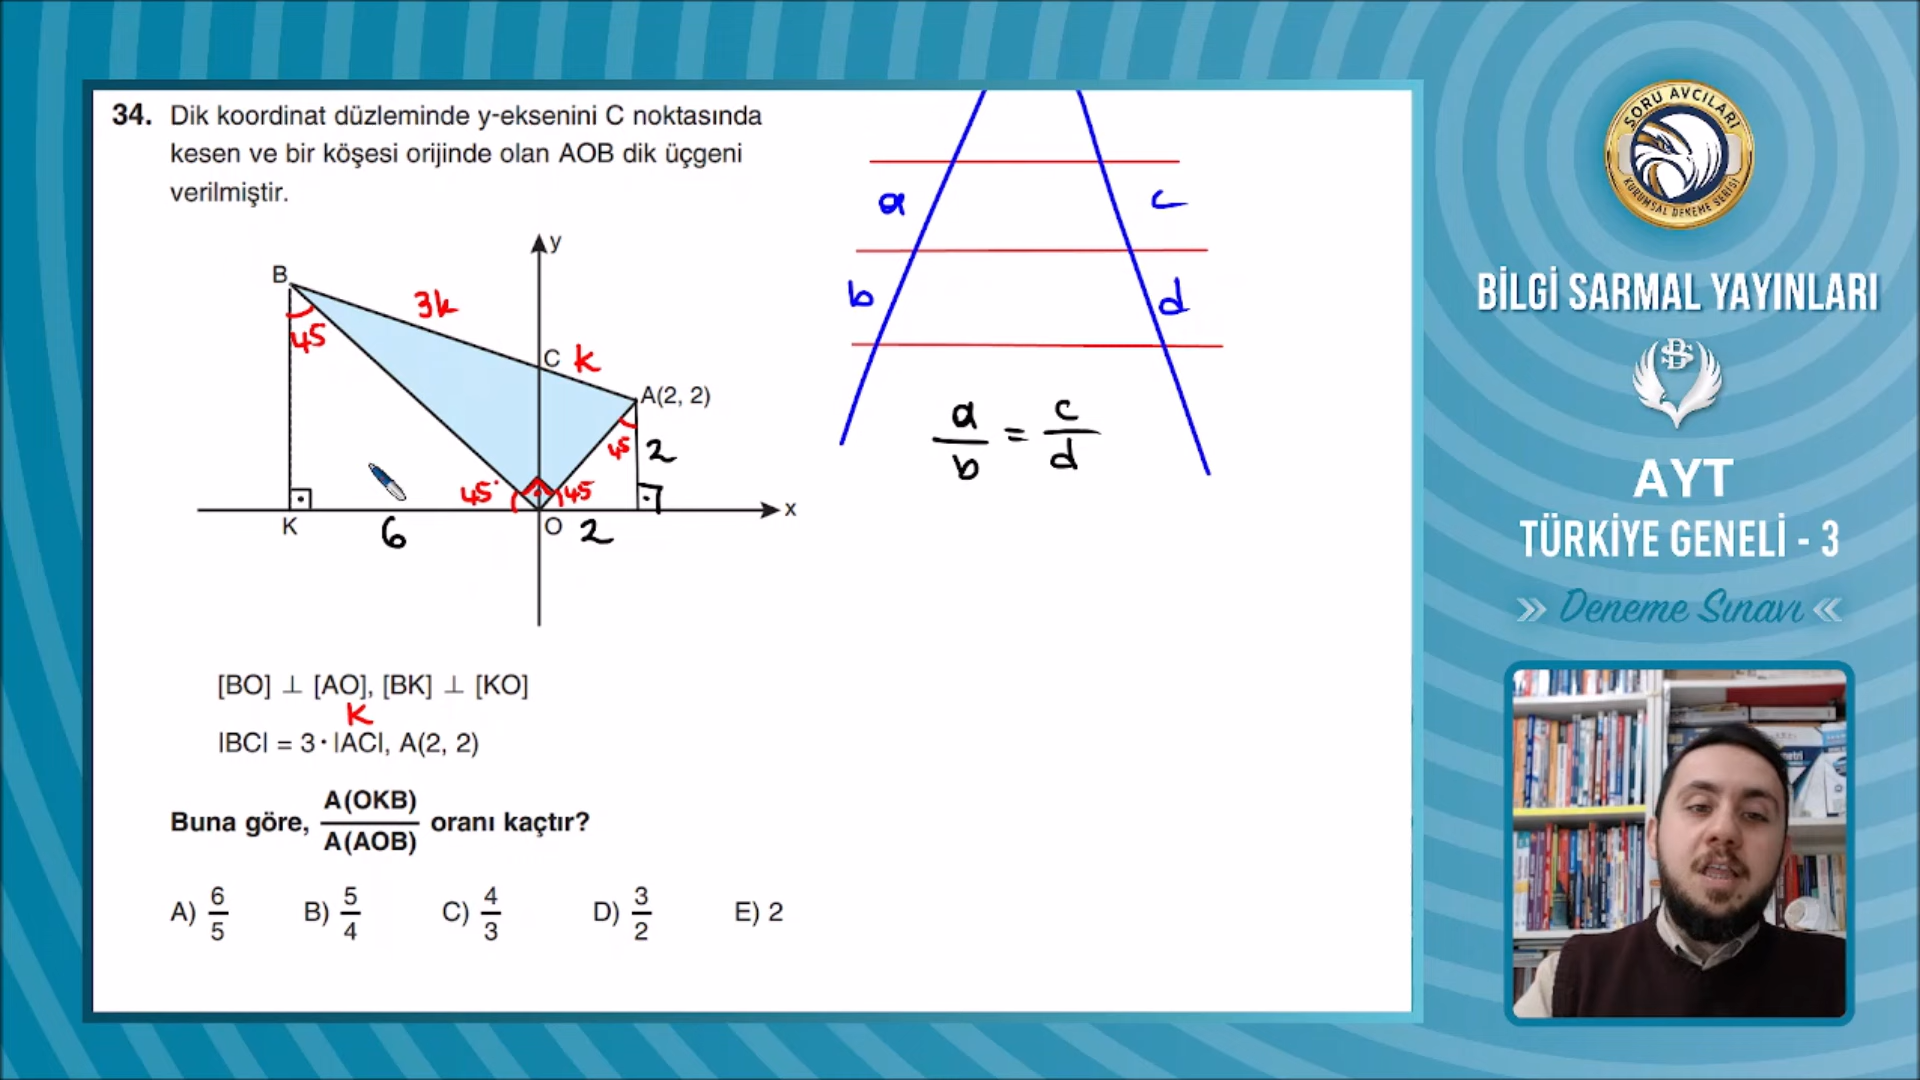 34. Dik koordinat düzleminde y-eksenini C noktasında
kesen ve bir köşesi orijinde olan AOB dik üçgeni
verilmiştir.
y
B
3k
45
C k
A(2, 2)
45 2
45° 45
K
6
O 2
x
a c
b d
a/b = c/d
[BO] ⊥ [AO], [BK] ⊥ [KO]
K
|BC| = 3·|AC|, A(2, 2)
Buna göre, A(OKB)/A(AOB) oranı kaçtır?
A) 6/5 B) 5/4 C) 4/3 D) 3/2 E) 2
SORU AVCILARI
KURUMSAL DENEME SERİSİ
BİLGİ SARMAL YAYINLARI
BS
AYT
TÜRKİYE GENELİ - 3
» Deneme Sınavı «